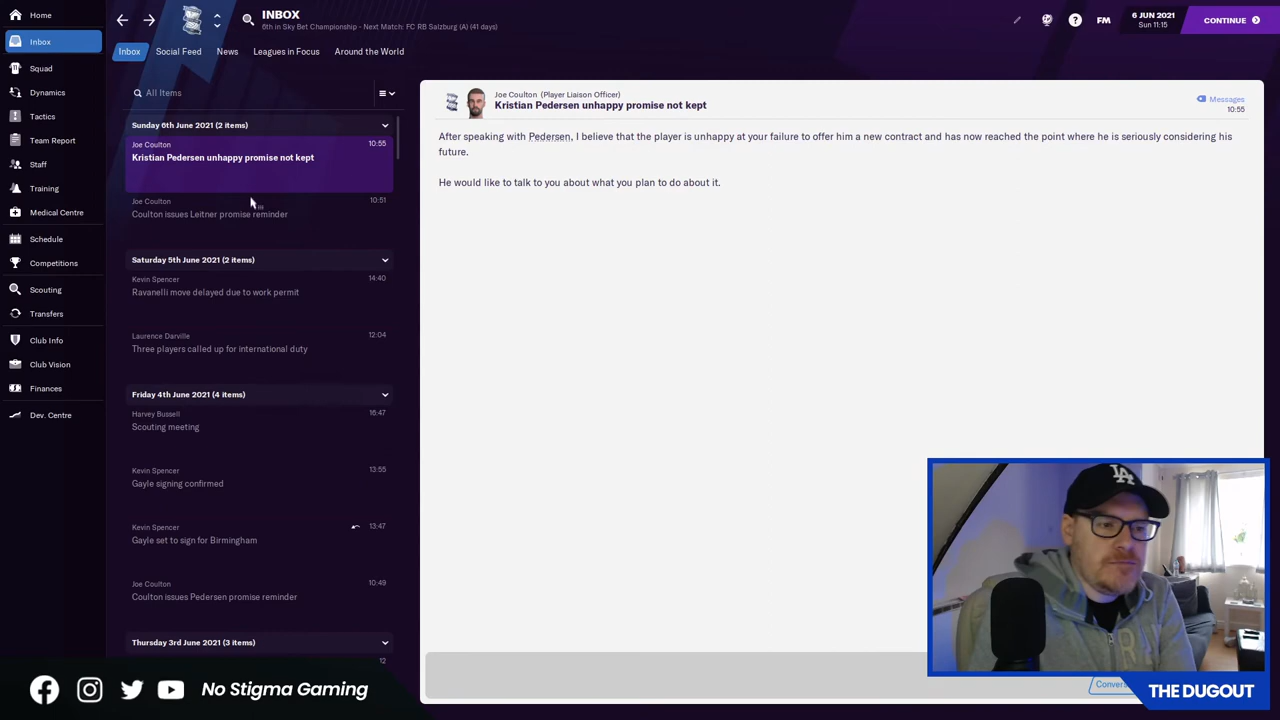 Home
Inbox
Squad
Dynamics
Tactics
Team Report
Staff
Training
Medical Centre
Schedule
Competitions
Scouting
Transfers
Club Info
Club Vision
Finances
Dev. Centre
INBOX
6th in Sky Bet Championship - Next Match: FC RB Salzburg (A) (41 days)
FM
6 JUN 2021
Sun 11:15
CONTINUE
Inbox
Social Feed
News
Leagues in Focus
Around the World
All Items
Sunday 6th June 2021 (2 items)
Joe Coulton 10:55
Kristian Pedersen unhappy promise not kept
Joe Coulton 10:51
Coulton issues Leitner promise reminder
Saturday 5th June 2021 (2 items)
Kevin Spencer 14:40
Ravanelli move delayed due to work permit
Laurence Darville 12:04
Three players called up for international duty
Friday 4th June 2021 (4 items)
Harvey Bussell 16:47
Scouting meeting
Kevin Spencer 13:55
Gayle signing confirmed
Kevin Spencer 13:47
Gayle set to sign for Birmingham
Joe Coulton 10:49
Coulton issues Pedersen promise reminder
Thursday 3rd June 2021 (3 items)
12
Joe Coulton (Player Liaison Officer)
Kristian Pedersen unhappy promise not kept
Messages
10:55
After speaking with Pedersen, I believe that the player is unhappy at your failure to offer him a new contract and has now reached the point where he is seriously considering his
future.
He would like to talk to you about what you plan to do about it.
LA
No Stigma Gaming
THE DUGOUT